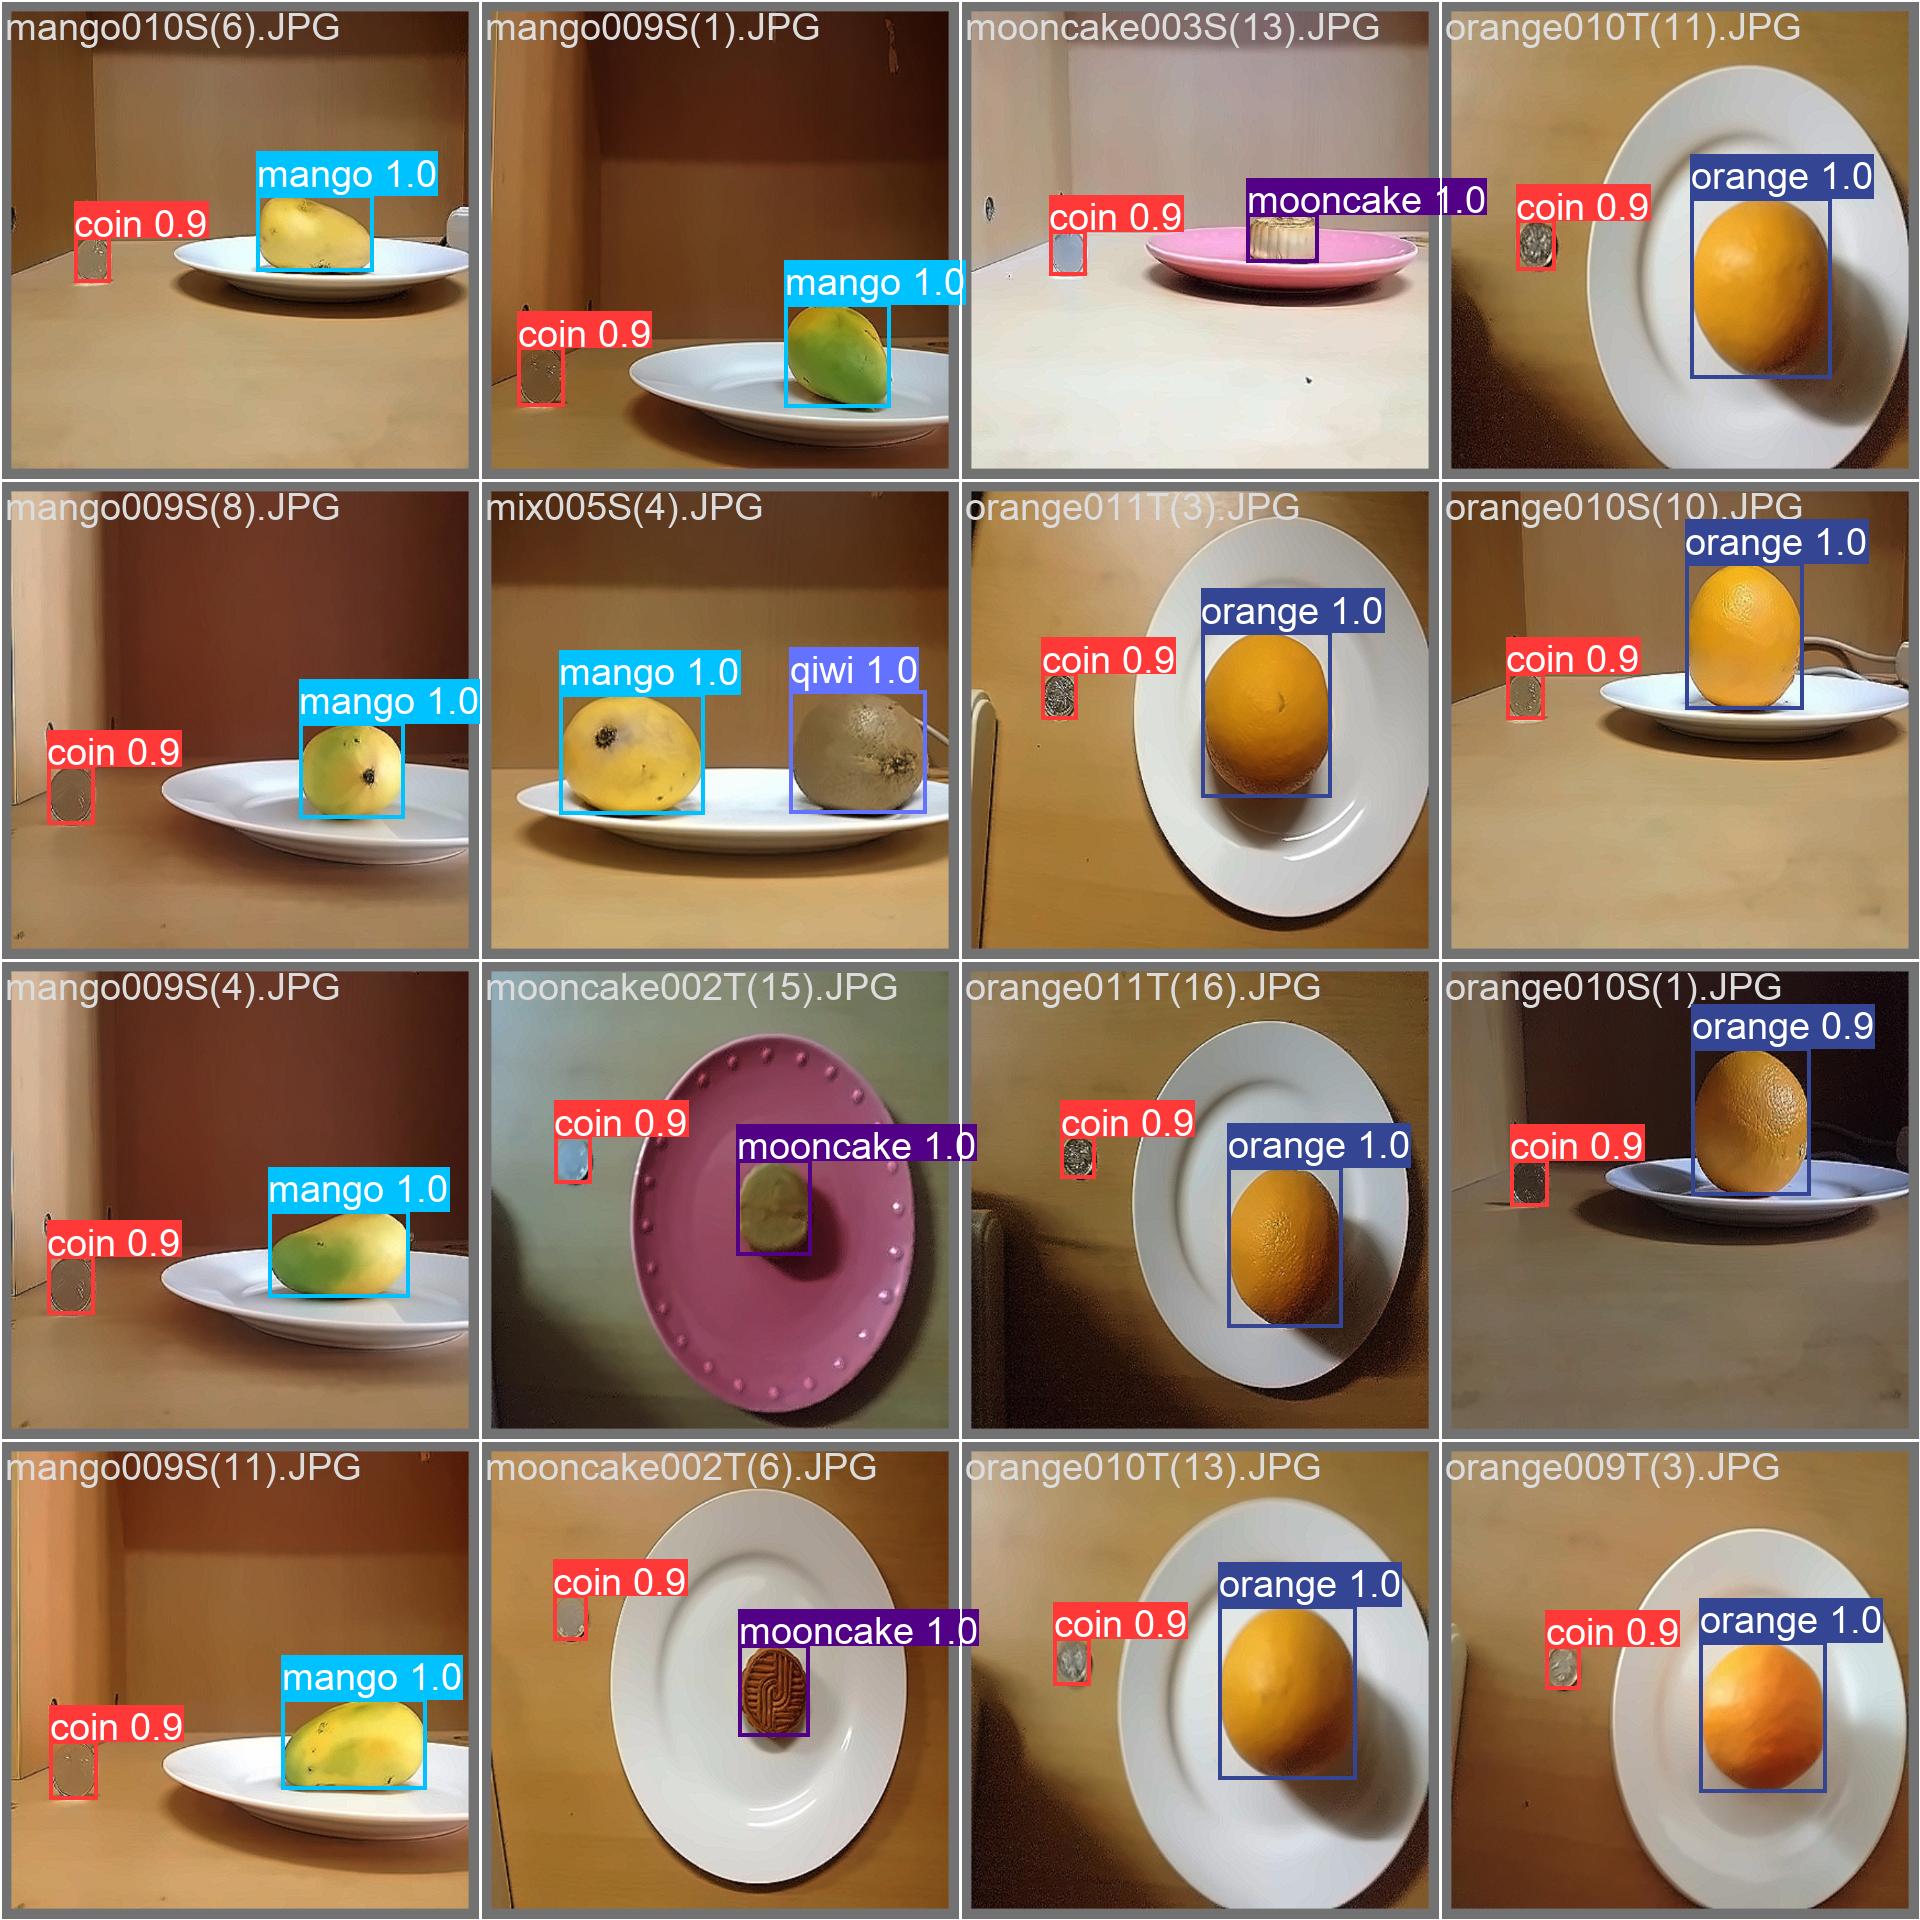 mango010S(6).JPG
mango 1.0
coin 0.9
mango009S(1).JPG
mango 1.0
coin 0.9
mooncake003S(13).JPG
mooncake 1.0
coin 0.9
orange010T(11).JPG
orange 1.0
coin 0.9
mango009S(8).JPG
mango 1.0
coin 0.9
mix005S(4).JPG
mango 1.0
qiwi 1.0
orange011T(3).JPG
orange 1.0
coin 0.9
orange010S(10).JPG
orange 1.0
coin 0.9
mango009S(4).JPG
mango 1.0
coin 0.9
mooncake002T(15).JPG
coin 0.9
mooncake 1.0
orange011T(16).JPG
coin 0.9
orange 1.0
orange010S(1).JPG
orange 0.9
coin 0.9
mango009S(11).JPG
mango 1.0
coin 0.9
mooncake002T(6).JPG
coin 0.9
mooncake 1.0
orange010T(13).JPG
orange 1.0
coin 0.9
orange009T(3).JPG
orange 1.0
coin 0.9